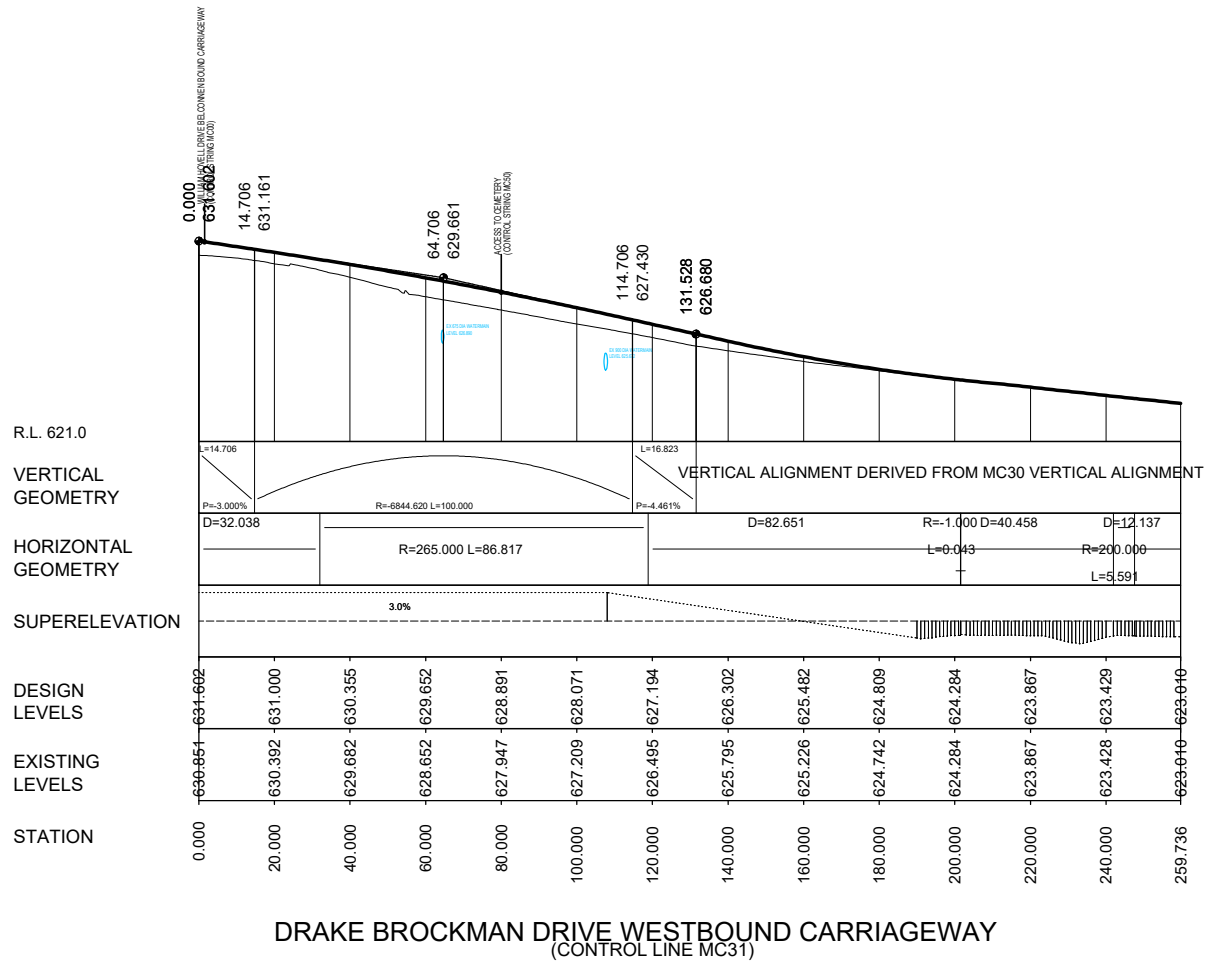 WILLIAM HOVELL DRIVE BELCONNEN BOUND CARRIAGEWAY
(CONTROL STRING MC00)
0.000
631.602
14.706
631.161
64.706
629.661
ACCESS TO CEMETERY
(CONTROL STRING MC50)
114.706
627.430
131.528
626.680
R.L. 621.0
VERTICAL
GEOMETRY
L=14.706
P=-3.000%
R=-6844.620 L=100.000
L=16.823
P=-4.461%
VERTICAL ALIGNMENT DERIVED FROM MC30 VERTICAL ALIGNMENT
HORIZONTAL
GEOMETRY
D=32.038
R=265.000 L=86.817
D=82.651
R=-1.000 D=40.458
L=0.043
D=12.137
R=200.000
L=5.591
SUPERELEVATION
3.0%
DESIGN
LEVELS
631.602
631.000
630.355
629.652
628.891
628.071
627.194
626.302
625.482
624.809
624.284
623.867
623.429
623.010
EXISTING
LEVELS
630.851
630.392
629.682
628.652
627.947
627.209
626.495
625.795
625.226
624.742
624.284
623.867
623.428
623.010
STATION
0.000
20.000
40.000
60.000
80.000
100.000
120.000
140.000
160.000
180.000
200.000
220.000
240.000
259.736
DRAKE BROCKMAN DRIVE WESTBOUND CARRIAGEWAY
(CONTROL LINE MC31)